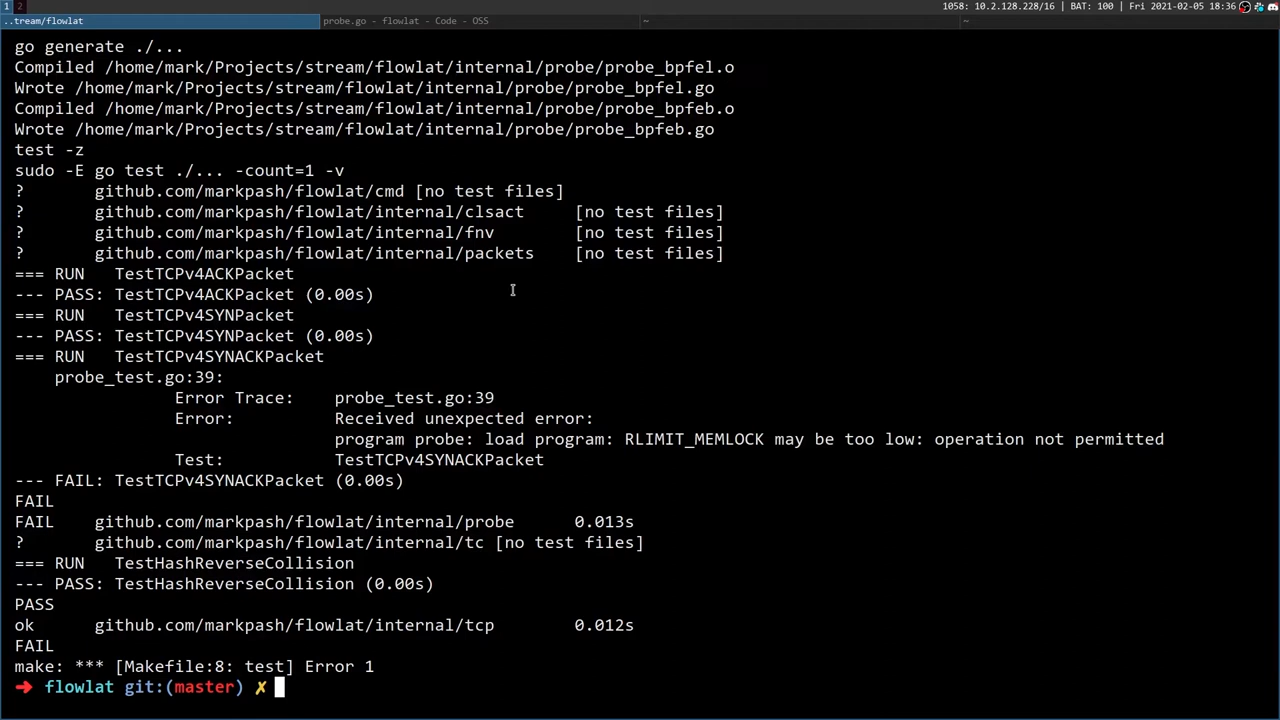 1 2 1058: 10.2.128.228/16 | BAT: 100 | Fri 2021-02-05 18:36
..tream/flowlat probe.go - flowlat - Code - OSS ~ ~
go generate ./...
Compiled /home/mark/Projects/stream/flowlat/internal/probe/probe_bpfel.o
Wrote /home/mark/Projects/stream/flowlat/internal/probe/probe_bpfel.go
Compiled /home/mark/Projects/stream/flowlat/internal/probe/probe_bpfeb.o
Wrote /home/mark/Projects/stream/flowlat/internal/probe/probe_bpfeb.go
test -z
sudo -E go test ./... -count=1 -v
? github.com/markpash/flowlat/cmd [no test files]
? github.com/markpash/flowlat/internal/clsact [no test files]
? github.com/markpash/flowlat/internal/fnv [no test files]
? github.com/markpash/flowlat/internal/packets [no test files]
=== RUN TestTCPv4ACKPacket
--- PASS: TestTCPv4ACKPacket (0.00s)
=== RUN TestTCPv4SYNPacket
--- PASS: TestTCPv4SYNPacket (0.00s)
=== RUN TestTCPv4SYNACKPacket
probe_test.go:39:
Error Trace: probe_test.go:39
Error: Received unexpected error:
program probe: load program: RLIMIT_MEMLOCK may be too low: operation not permitted
Test: TestTCPv4SYNACKPacket
--- FAIL: TestTCPv4SYNACKPacket (0.00s)
FAIL
FAIL github.com/markpash/flowlat/internal/probe 0.013s
? github.com/markpash/flowlat/internal/tc [no test files]
=== RUN TestHashReverseCollision
--- PASS: TestHashReverseCollision (0.00s)
PASS
ok github.com/markpash/flowlat/internal/tcp 0.012s
FAIL
make: *** [Makefile:8: test] Error 1
➜ flowlat git:(master) ✗